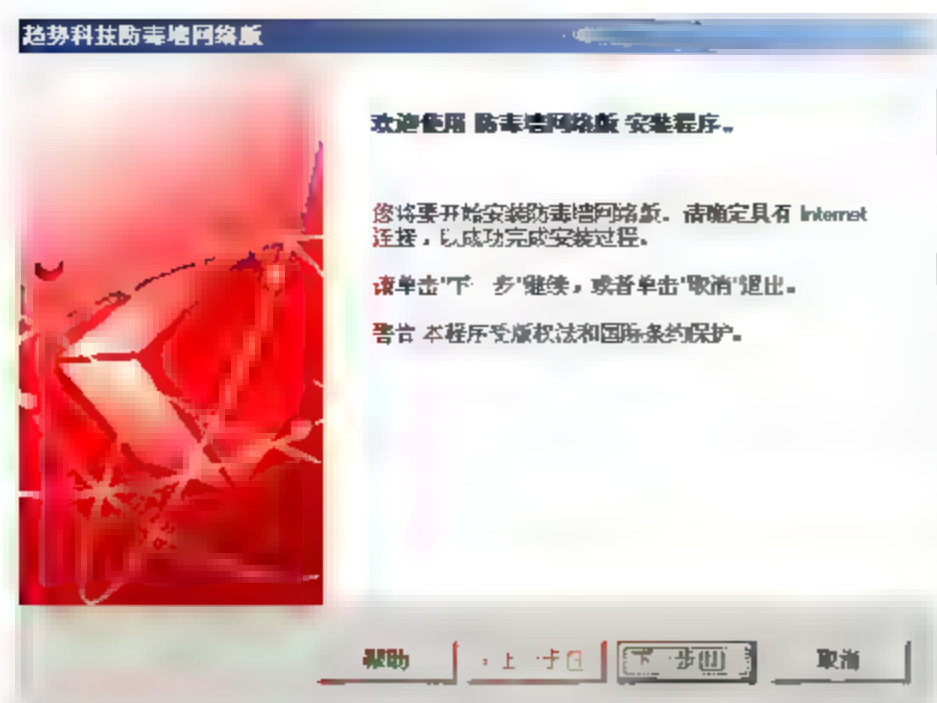 趋势科技防毒墙网络版
欢迎使用 防毒墙网络版 安装程序。
您将要开始安装防毒墙网络版。请确定具有 Internet
连接，以成功完成安装过程。
请单击"下一步"继续，或者单击"取消"退出。
警告 本程序受版权法和国际条约保护。
帮助
上一步
下一步(N)
取消